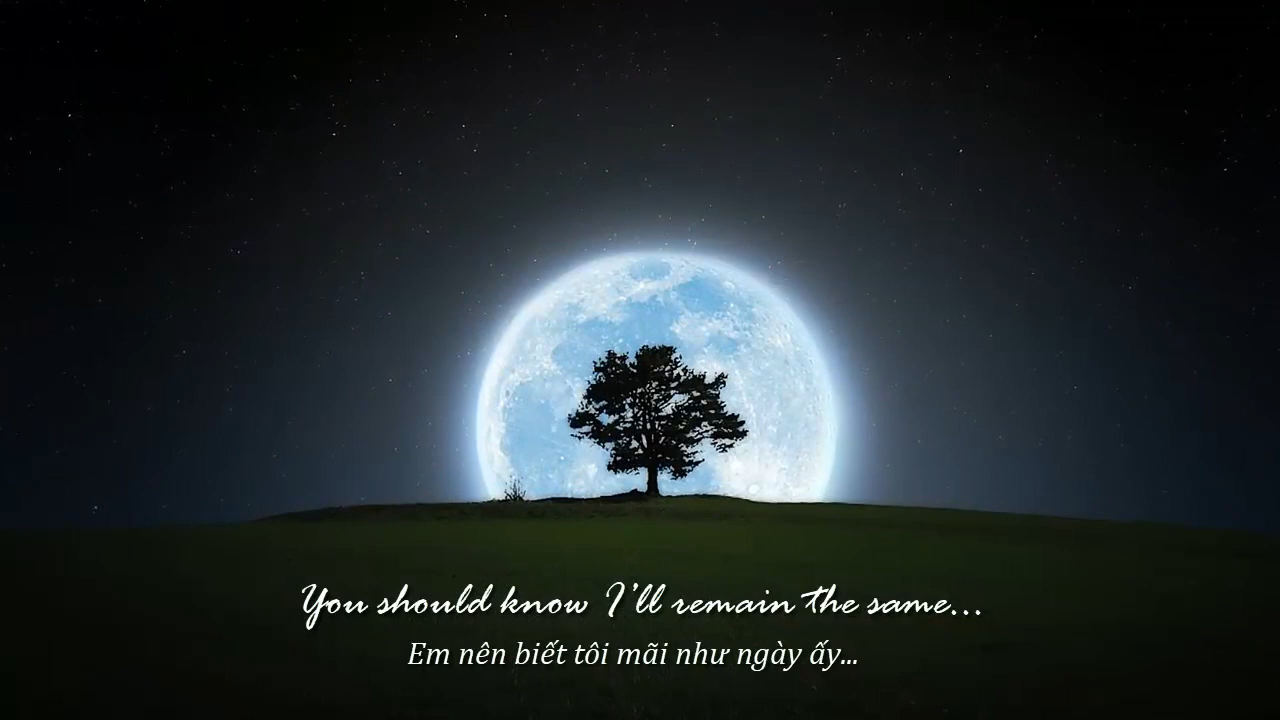 You should know I'll remain the same...
Em nên biết tôi mãi như ngày ấy...